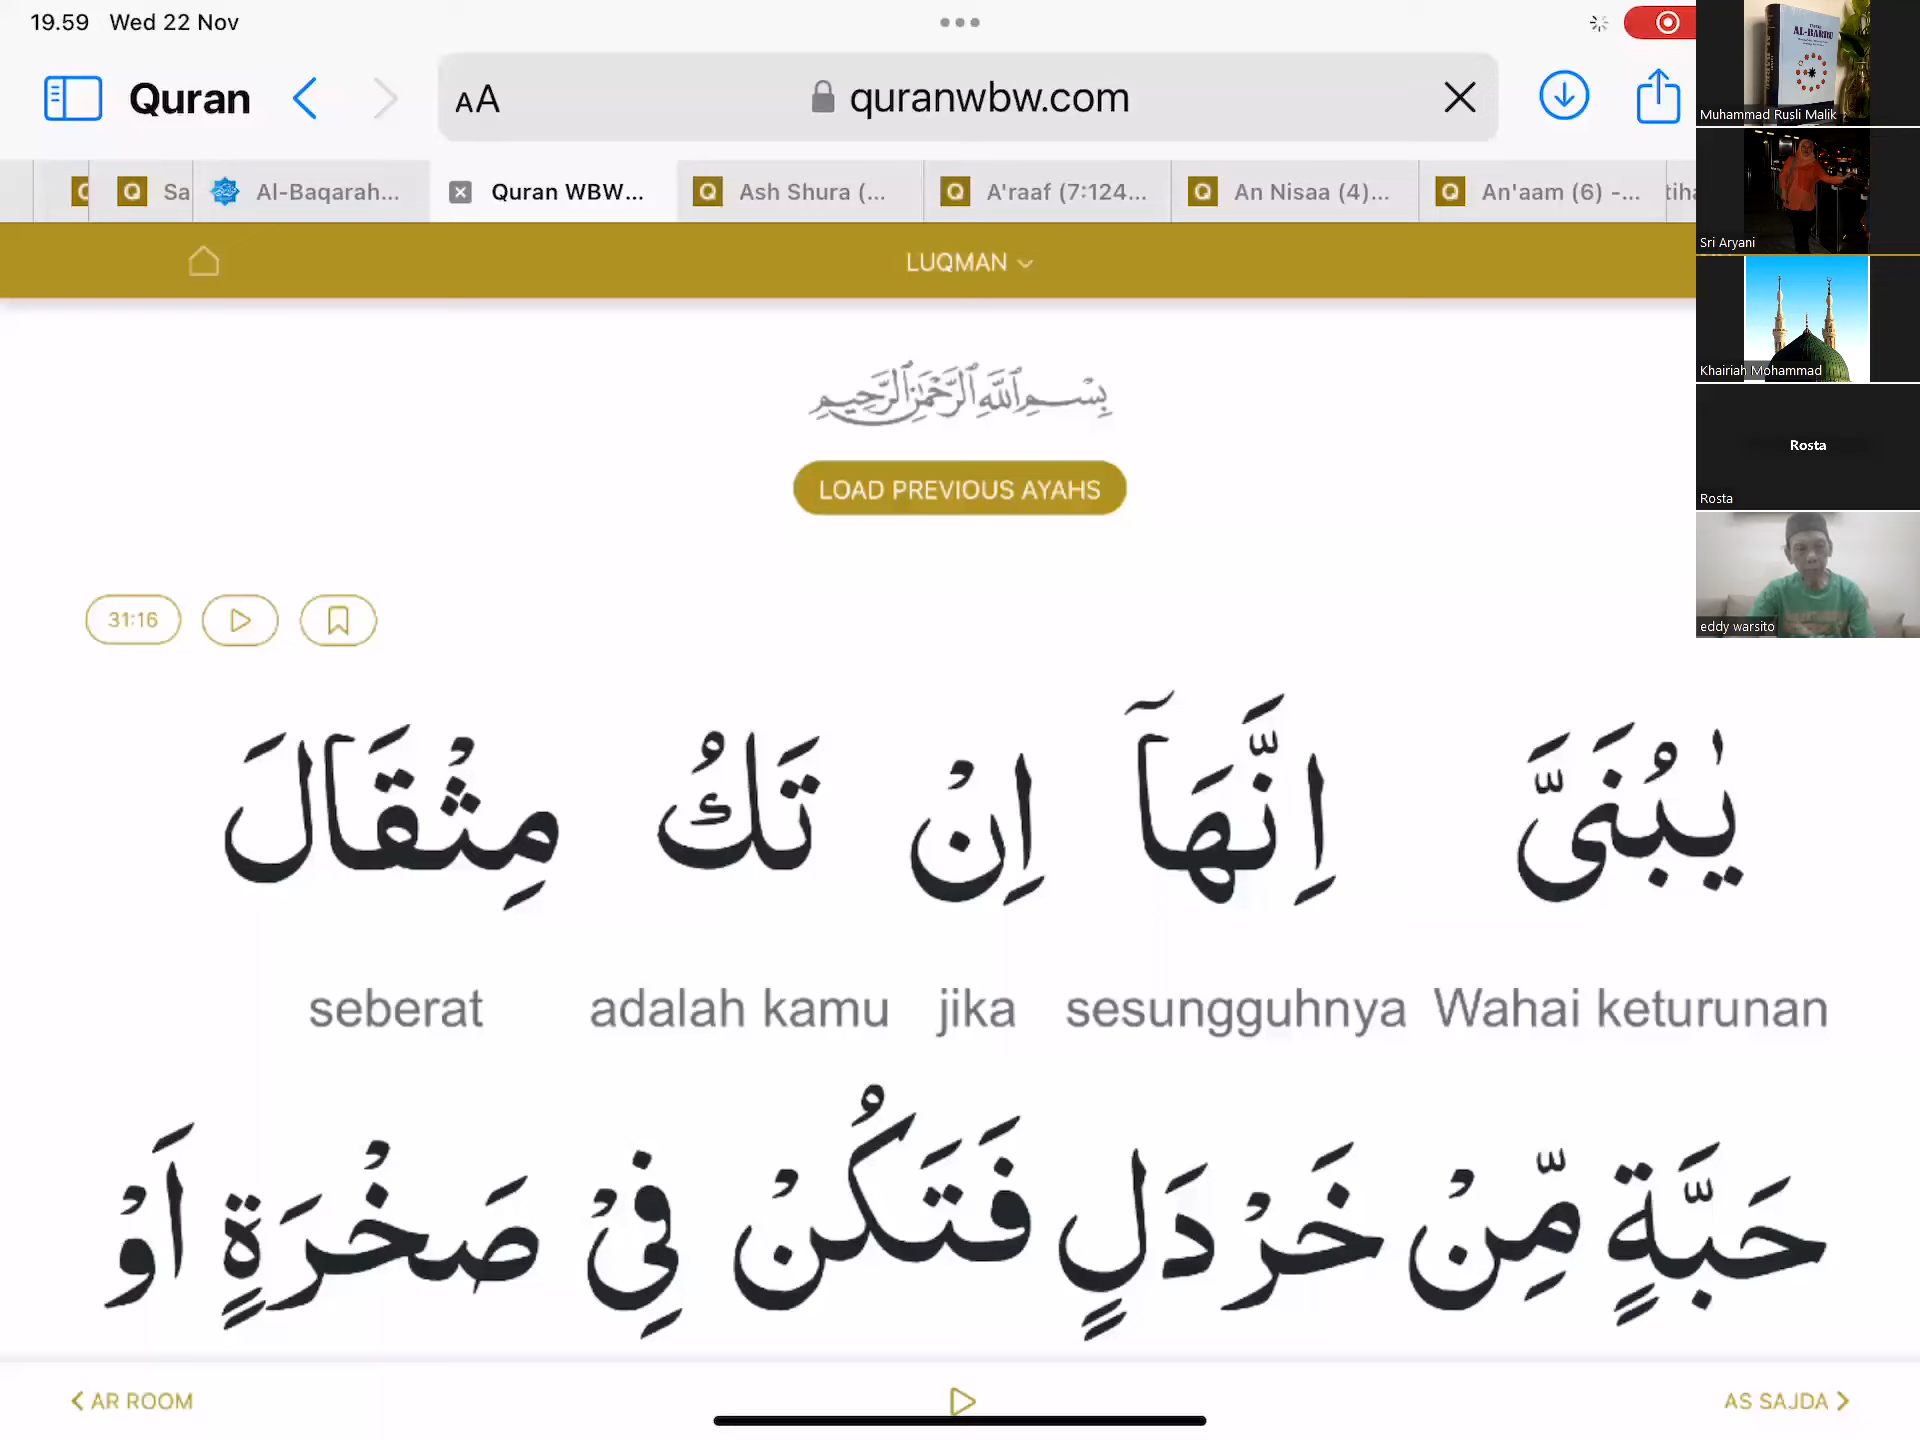 19.59 Wed 22 Nov
Quran
AA quranwbw.com
Sa
Al-Baqarah...
Quran WBW...
Ash Shura (...
A'raaf (7:124...
An Nisaa (4)...
An'aam (6) -...
LUQMAN
بِسْمِ ٱللَّهِ ٱلرَّحْمَٰنِ ٱلرَّحِيمِ
LOAD PREVIOUS AYAHS
31:16
يٰبُنَىَّ اِنَّهَاۤ اِنْ تَكُ مِثْقَالَ
seberat adalah kamu jika sesungguhnya Wahai keturunan
حَبَّةٍ مِّنْ خَرْدَلٍ فَتَكُنْ فِىْ صَخْرَةٍ اَوْ
AR ROOM
AS SAJDA
AL-BARRU
Muhammad Rusli Malik
Sri Aryani
Khairiah Mohammad
Rosta
Rosta
eddy warsito